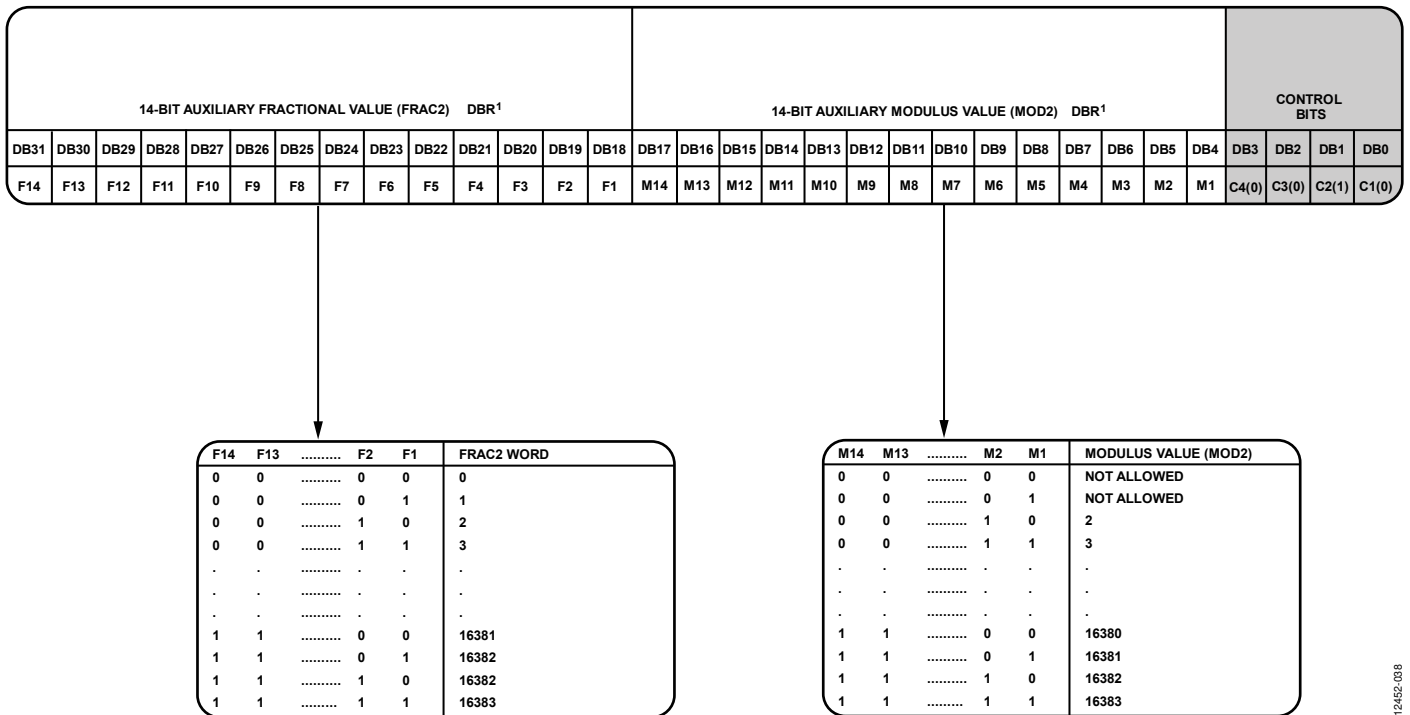 14-BIT AUXILIARY FRACTIONAL VALUE (FRAC2) DBR1 14-BIT AUXILIARY MODULUS VALUE (MOD2) DBR1 CONTROL
BITS
DB31 DB30 DB29 DB28 DB27 DB26 DB25 DB24 DB23 DB22 DB21 DB20 DB19 DB18 DB17 DB16 DB15 DB14 DB13 DB12 DB11 DB10 DB9 DB8 DB7 DB6 DB5 DB4 DB3 DB2 DB1 DB0
F14 F13 F12 F11 F10 F9 F8 F7 F6 F5 F4 F3 F2 F1 M14 M13 M12 M11 M10 M9 M8 M7 M6 M5 M4 M3 M2 M1 C4(0) C3(0) C2(1) C1(0)
F14 F13 .......... F2 F1 FRAC2 WORD
0 0 .......... 0 0 0
0 0 .......... 0 1 1
0 0 .......... 1 0 2
0 0 .......... 1 1 3
. . .......... . . .
. . .......... . . .
. . .......... . . .
1 1 .......... 0 0 16381
1 1 .......... 0 1 16382
1 1 .......... 1 0 16382
1 1 ......... 1 1 16383
M14 M13 .......... M2 M1 MODULUS VALUE (MOD2)
0 0 .......... 0 0 NOT ALLOWED
0 0 .......... 0 1 NOT ALLOWED
0 0 .......... 1 0 2
0 0 .......... 1 1 3
. . .......... . . .
. . .......... . . .
. . .......... . . .
1 1 .......... 0 0 16380
1 1 .......... 0 1 16381
1 1 .......... 1 0 16382
1 1 ......... 1 1 16383
12452-038